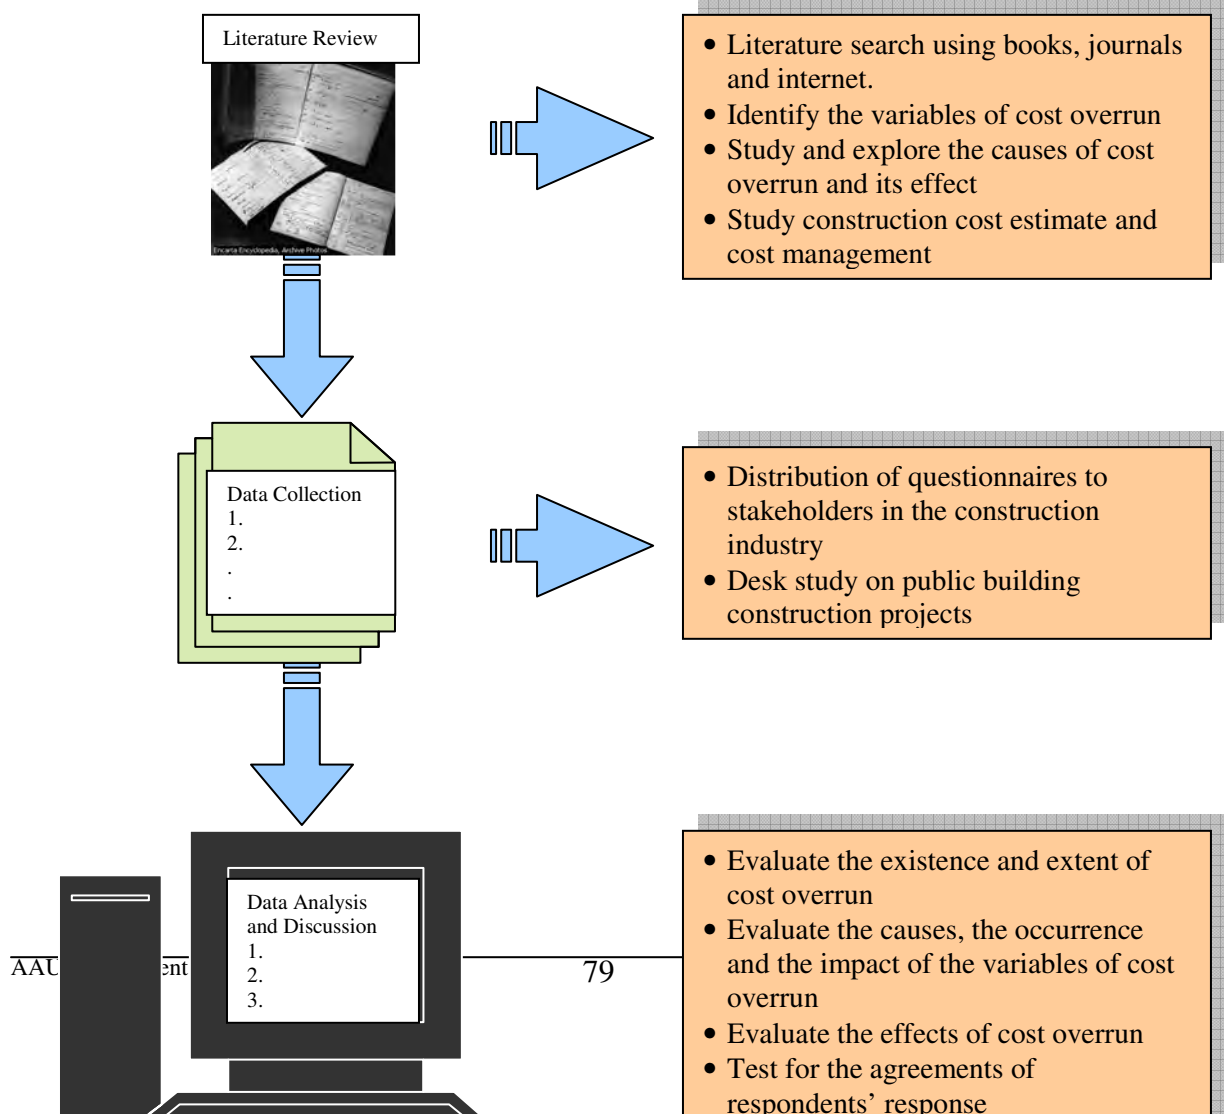 Literature Review
Encarta Encyclopedia, Archive Photos
• Literature search using books, journals
and internet.
• Identify the variables of cost overrun
• Study and explore the causes of cost
overrun and its effect
• Study construction cost estimate and
cost management
Data Collection
1.
2.
.
.
• Distribution of questionnaires to
stakeholders in the construction
industry
• Desk study on public building
construction projects
Data Analysis
and Discussion
1.
2.
3.
• Evaluate the existence and extent of
cost overrun
• Evaluate the causes, the occurrence
and the impact of the variables of cost
overrun
• Evaluate the effects of cost overrun
• Test for the agreements of
respondents' response
AAU
79